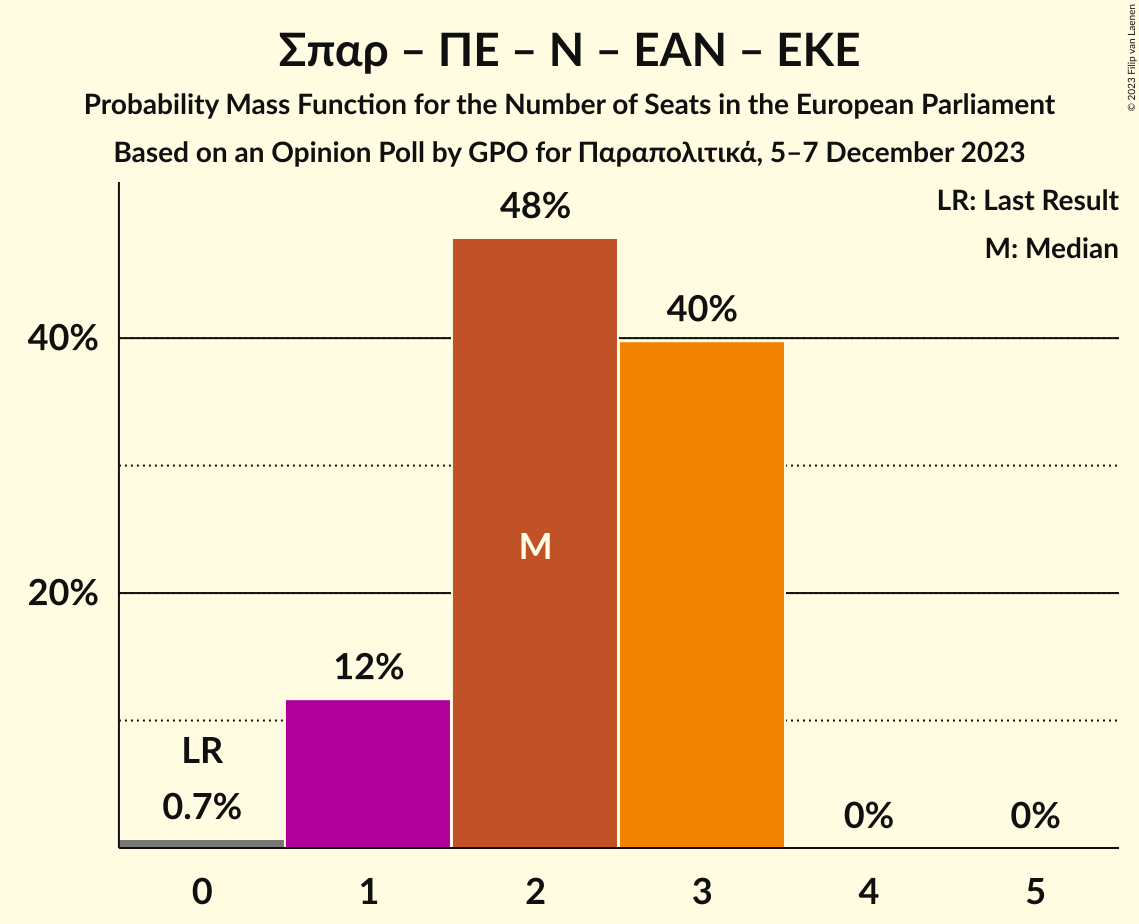 Σπαρ – ΠΕ – Ν – ΕΑΝ – ΕΚΕ
Probability Mass Function for the Number of Seats in the European Parliament
Based on an Opinion Poll by GPO for Παραπολιτικά, 5–7 December 2023
© 2023 Filip van Laenen
LR: Last Result
M: Median
48%
40%
40%
M
20%
12%
LR
0.7%
0%
0%
0
1
2
3
4
5